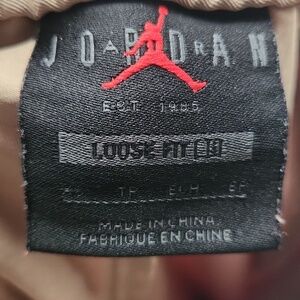 JORDAN
EST 1985
LOOSE FIT
MADE IN CHINA
FABRIQUE EN CHINE